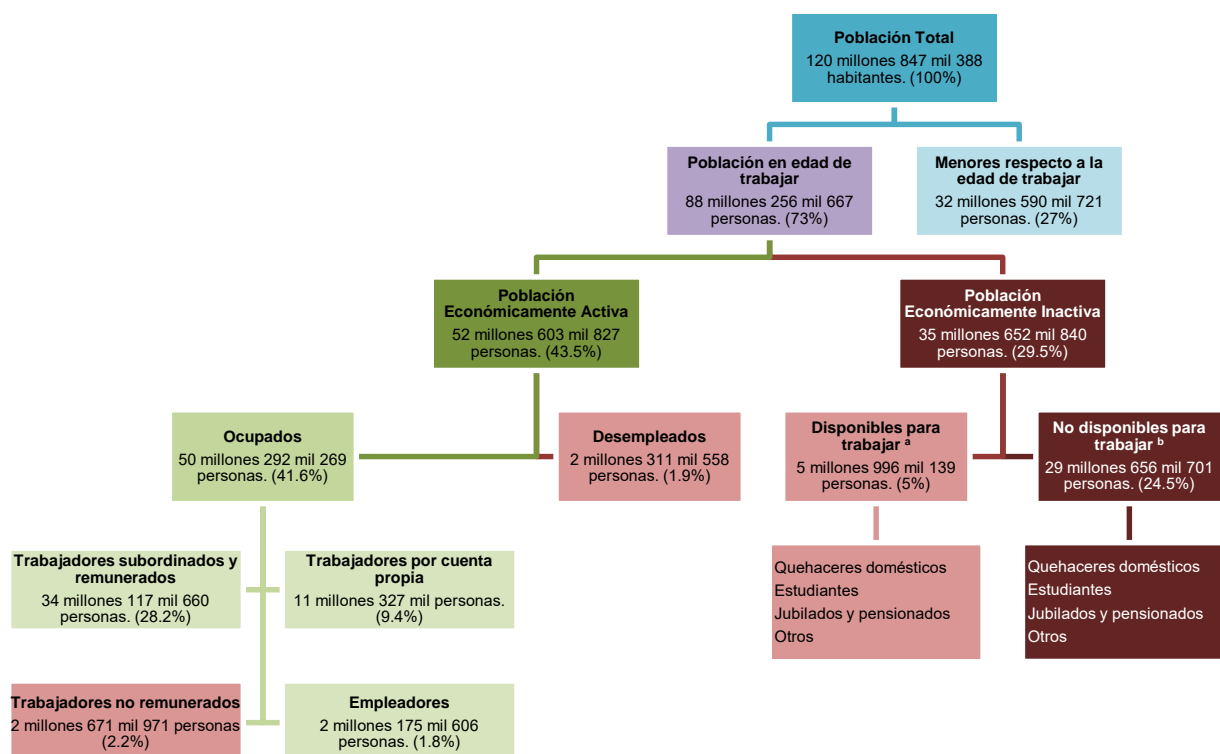 Población Total
120 millones 847 mil 388
habitantes. (100%)
Población en edad de
trabajar
88 millones 256 mil 667
personas. (73%)
Menores respecto a la
edad de trabajar
32 millones 590 mil 721
personas. (27%)
Población
Económicamente Activa
52 millones 603 mil 827
personas. (43.5%)
Población
Económicamente Inactiva
35 millones 652 mil 840
personas. (29.5%)
Ocupados
50 millones 292 mil 269
personas. (41.6%)
Desempleados
2 millones 311 mil 558
personas. (1.9%)
Disponibles para
trabajar ª
5 millones 996 mil 139
personas. (5%)
No disponibles para
trabajar ᵇ
29 millones 656 mil 701
personas. (24.5%)
Trabajadores subordinados y
remunerados
34 millones 117 mil 660
personas. (28.2%)
Trabajadores por cuenta
propia
11 millones 327 mil personas.
(9.4%)
Quehaceres domésticos
Estudiantes
Jubilados y pensionados
Otros
Quehaceres domésticos
Estudiantes
Jubilados y pensionados
Otros
Trabajadores no remunerados
2 millones 671 mil 971 personas
(2.2%)
Empleadores
2 millones 175 mil 606
personas. (1.8%)